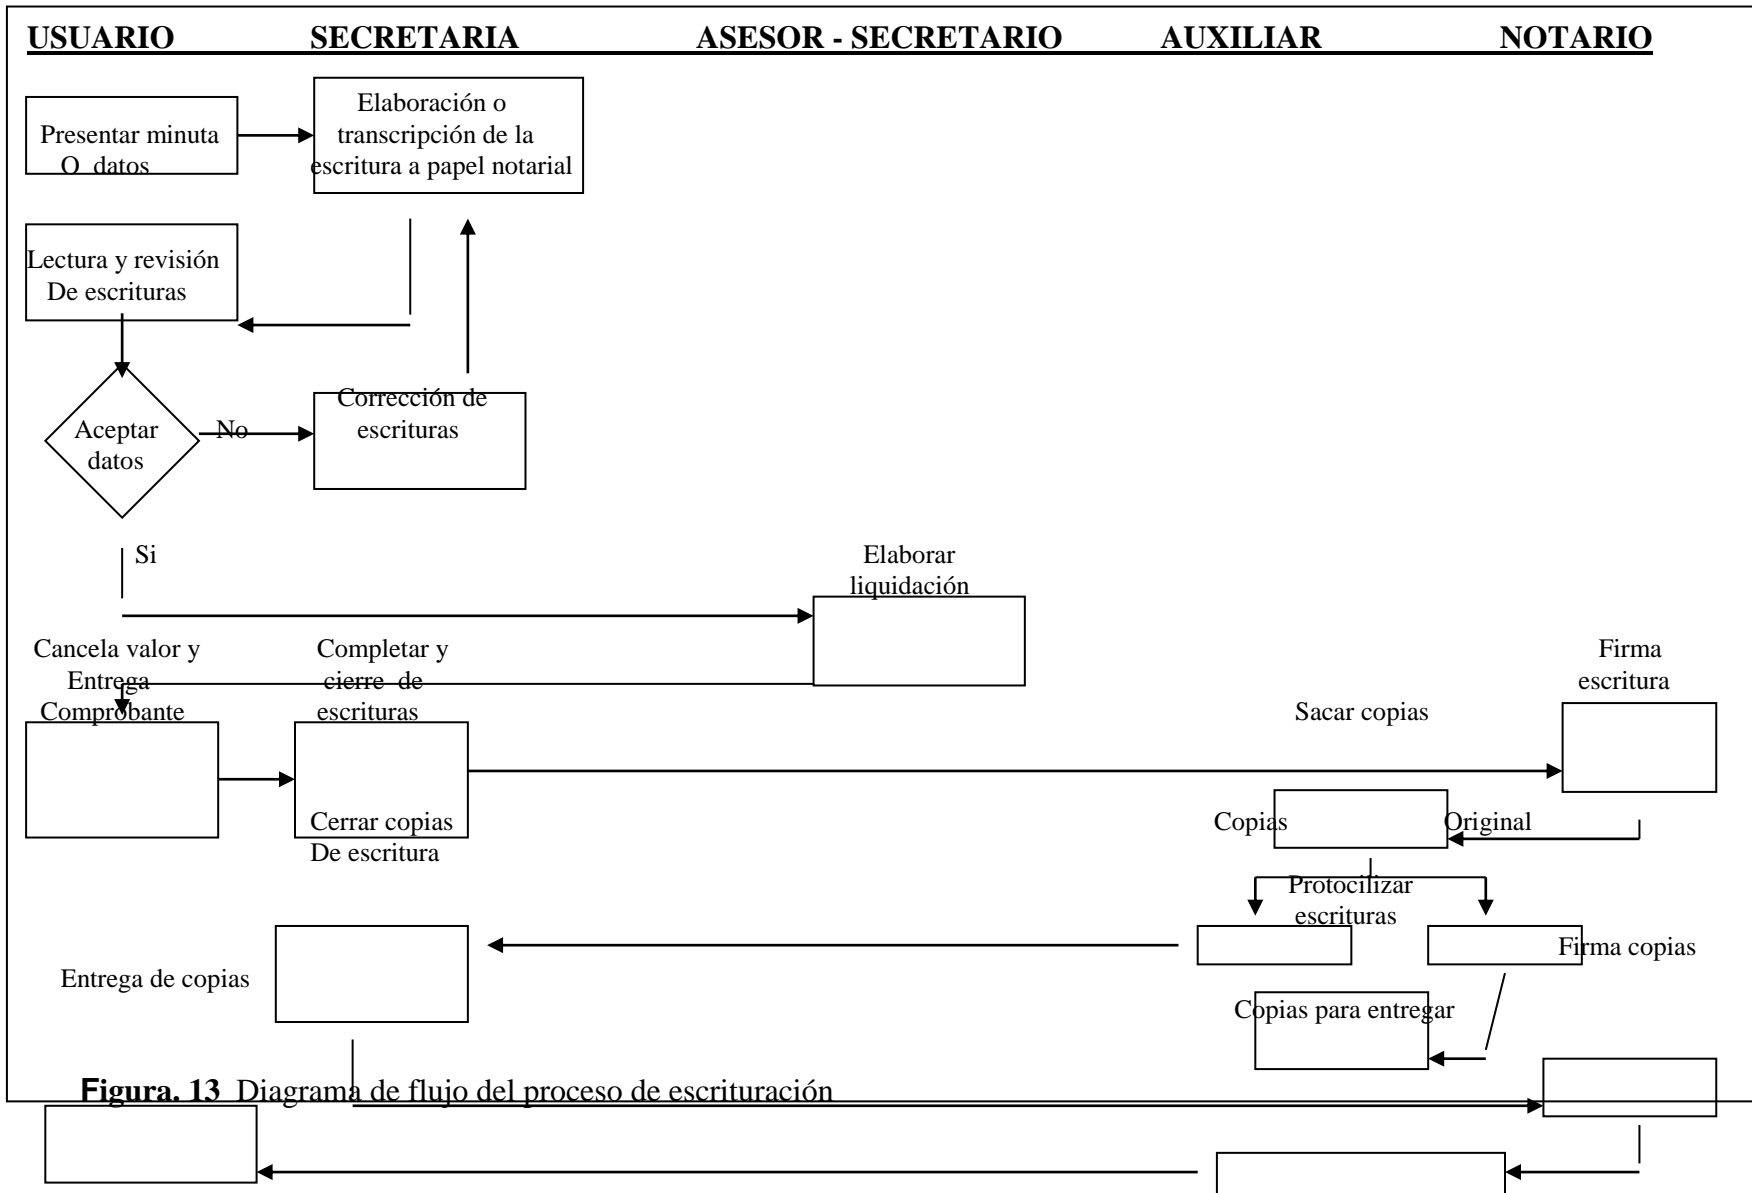 USUARIO SECRETARIA ASESOR - SECRETARIO AUXILIAR NOTARIO
Presentar minuta
O datos
Elaboración o
transcripción de la
escritura a papel notarial
Lectura y revisión
De escrituras
Aceptar
datos
No
Corrección de
escrituras
Si
Elaborar
liquidación
Cancela valor y
Entrega
Comprobante
Completar y
cierre de
escrituras
Firma
escritura
Sacar copias
Cerrar copias
De escritura
Copias
Original
Protocilizar
escrituras
Firma copias
Entrega de copias
Copias para entregar
Figura. 13 Diagrama de flujo del proceso de escrituración